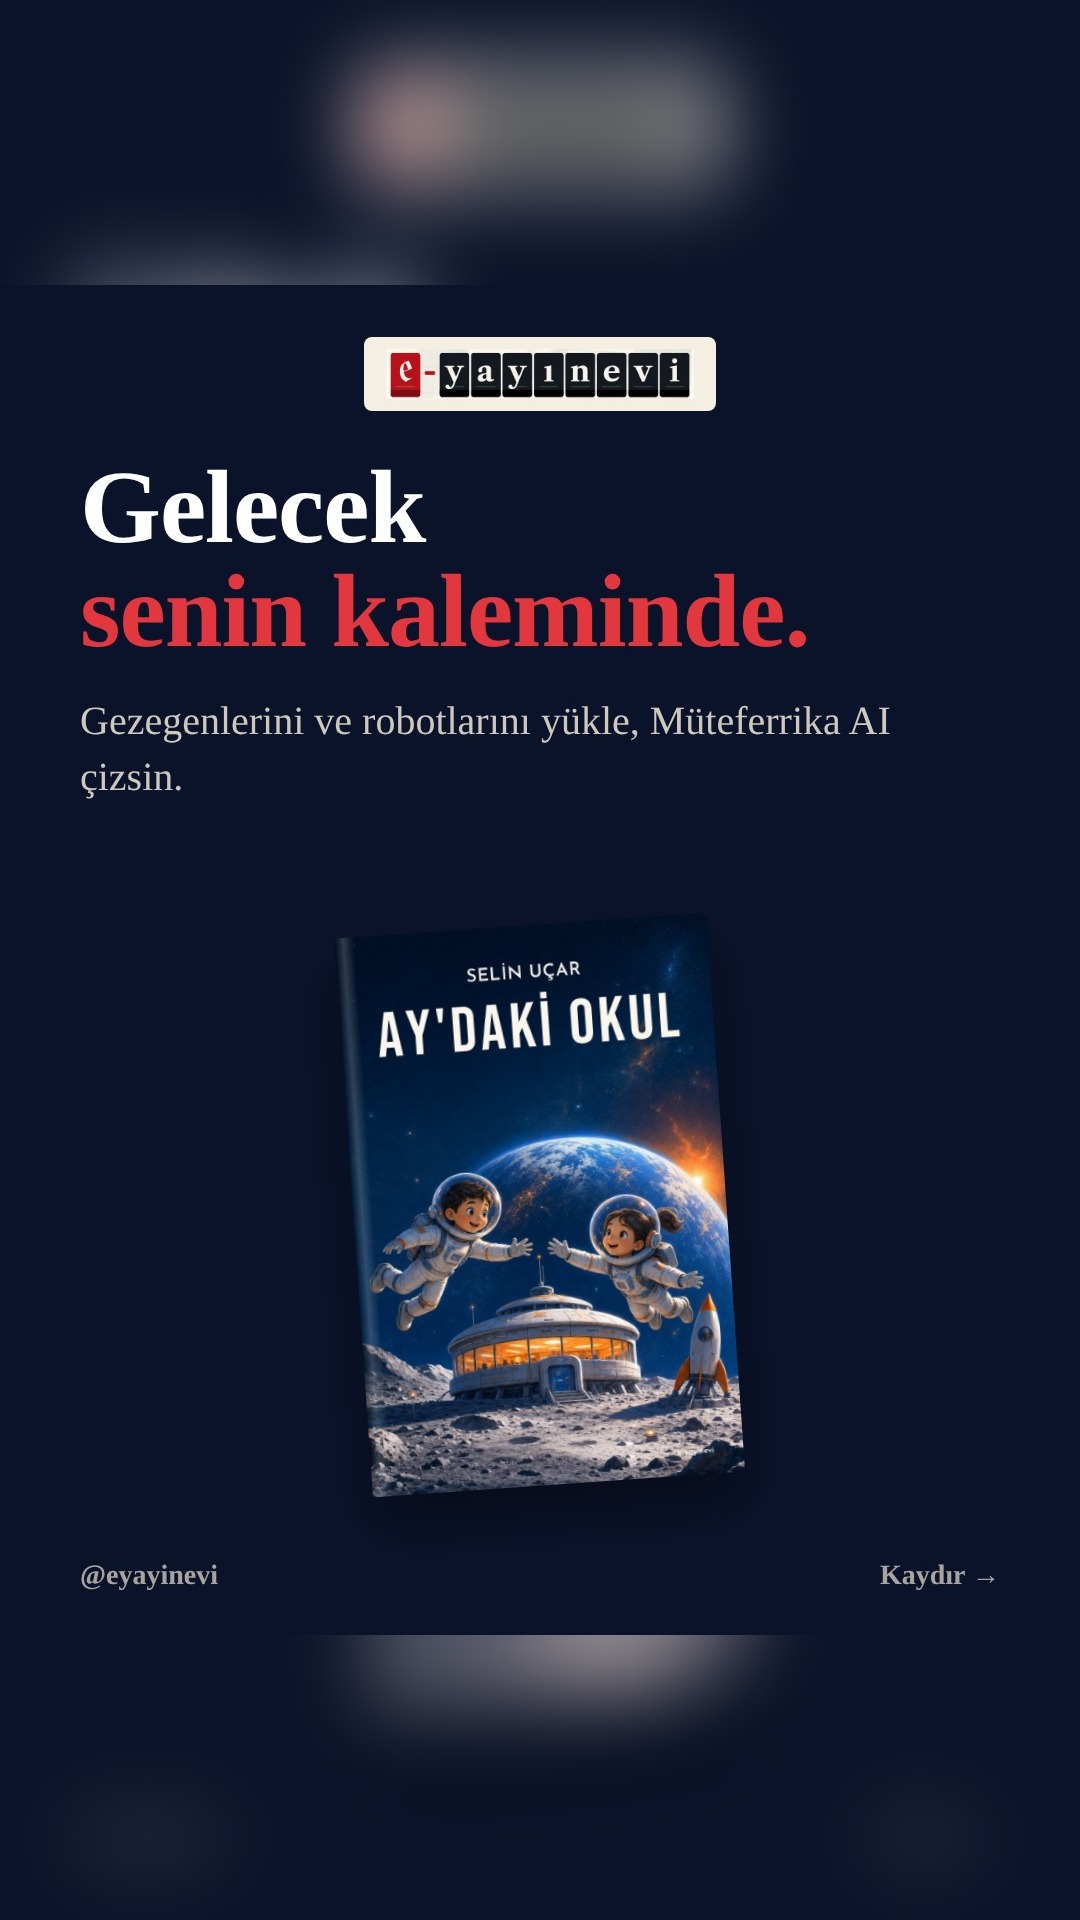 e-yayınevi
Gelecek
senin kaleminde.
Gezegenlerini ve robotlarını yükle, Müteferrika AI
çizsin.
SELİN UÇAR
AY'DAKİ OKUL
@eyayinevi
Kaydır →